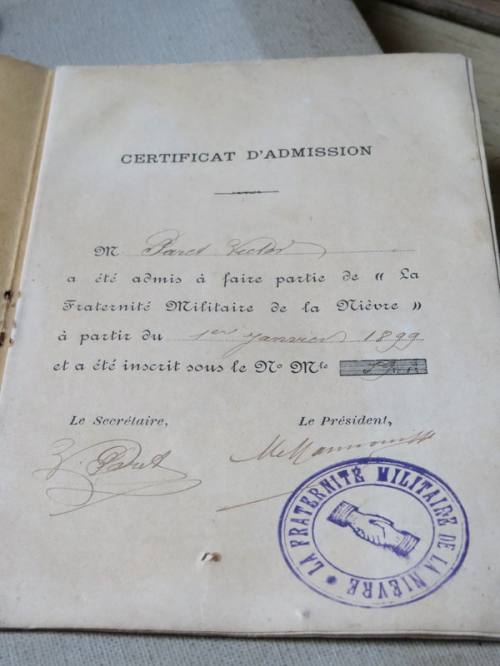 CERTIFICAT D'ADMISSION
M Paret Victor
a été admis à faire partie de « La
Fraternité Militaire de la Nièvre »
à partir du 1er janvier 1899
et a été inscrit sous le No Mle
Le Secrétaire, Le Président,
V. Paret
LA FRATERNITÉ MILITAIRE DE LA NIÈVRE